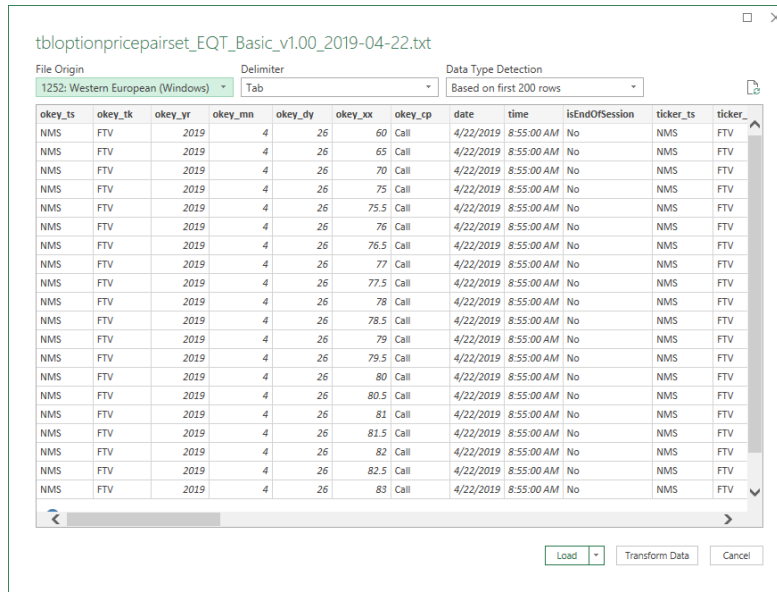 tbloptionpricepairset_EQT_Basic_v1.00_2019-04-22.txt
File Origin Delimiter Data Type Detection
1252: Western European (Windows) Tab Based on first 200 rows
okey_ts okey_tk okey_yr okey_mn okey_dy okey_xx okey_cp date time isEndOfSession ticker_ts ticker_
NMS FTV 2019 4 26 60 Call 4/22/2019 8:55:00 AM No NMS FTV
NMS FTV 2019 4 26 65 Call 4/22/2019 8:55:00 AM No NMS FTV
NMS FTV 2019 4 26 70 Call 4/22/2019 8:55:00 AM No NMS FTV
NMS FTV 2019 4 26 75 Call 4/22/2019 8:55:00 AM No NMS FTV
NMS FTV 2019 4 26 75.5 Call 4/22/2019 8:55:00 AM No NMS FTV
NMS FTV 2019 4 26 76 Call 4/22/2019 8:55:00 AM No NMS FTV
NMS FTV 2019 4 26 76.5 Call 4/22/2019 8:55:00 AM No NMS FTV
NMS FTV 2019 4 26 77 Call 4/22/2019 8:55:00 AM No NMS FTV
NMS FTV 2019 4 26 77.5 Call 4/22/2019 8:55:00 AM No NMS FTV
NMS FTV 2019 4 26 78 Call 4/22/2019 8:55:00 AM No NMS FTV
NMS FTV 2019 4 26 78.5 Call 4/22/2019 8:55:00 AM No NMS FTV
NMS FTV 2019 4 26 79 Call 4/22/2019 8:55:00 AM No NMS FTV
NMS FTV 2019 4 26 79.5 Call 4/22/2019 8:55:00 AM No NMS FTV
NMS FTV 2019 4 26 80 Call 4/22/2019 8:55:00 AM No NMS FTV
NMS FTV 2019 4 26 80.5 Call 4/22/2019 8:55:00 AM No NMS FTV
NMS FTV 2019 4 26 81 Call 4/22/2019 8:55:00 AM No NMS FTV
NMS FTV 2019 4 26 81.5 Call 4/22/2019 8:55:00 AM No NMS FTV
NMS FTV 2019 4 26 82 Call 4/22/2019 8:55:00 AM No NMS FTV
NMS FTV 2019 4 26 82.5 Call 4/22/2019 8:55:00 AM No NMS FTV
NMS FTV 2019 4 26 83 Call 4/22/2019 8:55:00 AM No NMS FTV
Load Transform Data Cancel